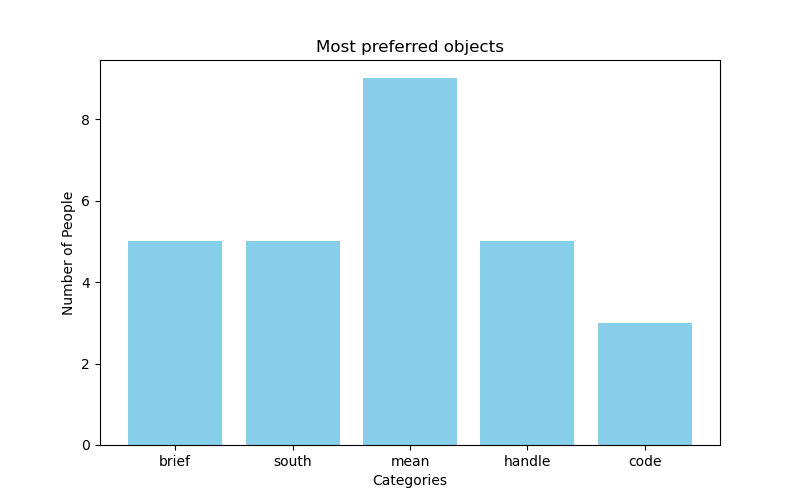 Most preferred objects
Number of People
8
6
4
2
0
brief south mean handle code
Categories